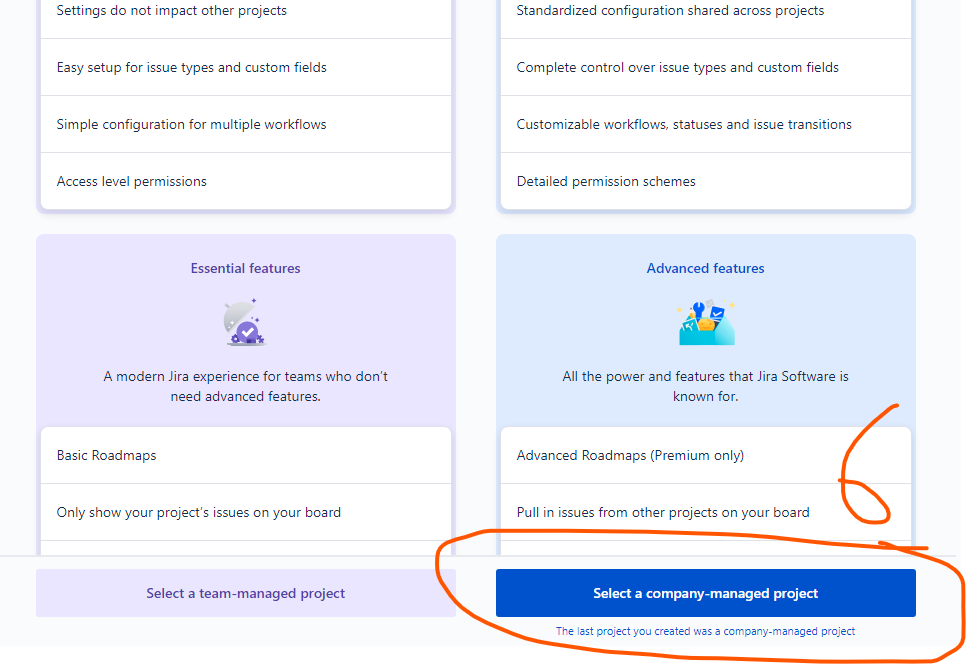 Settings do not impact other projects
Easy setup for issue types and custom fields
Simple configuration for multiple workflows
Access level permissions
Standardized configuration shared across projects
Complete control over issue types and custom fields
Customizable workflows, statuses and issue transitions
Detailed permission schemes
Essential features
A modern Jira experience for teams who don’t
need advanced features.
Basic Roadmaps
Only show your project’s issues on your board
Advanced features
All the power and features that Jira Software is
known for.
Advanced Roadmaps (Premium only)
Pull in issues from other projects on your board
Select a team-managed project
Select a company-managed project
The last project you created was a company-managed project